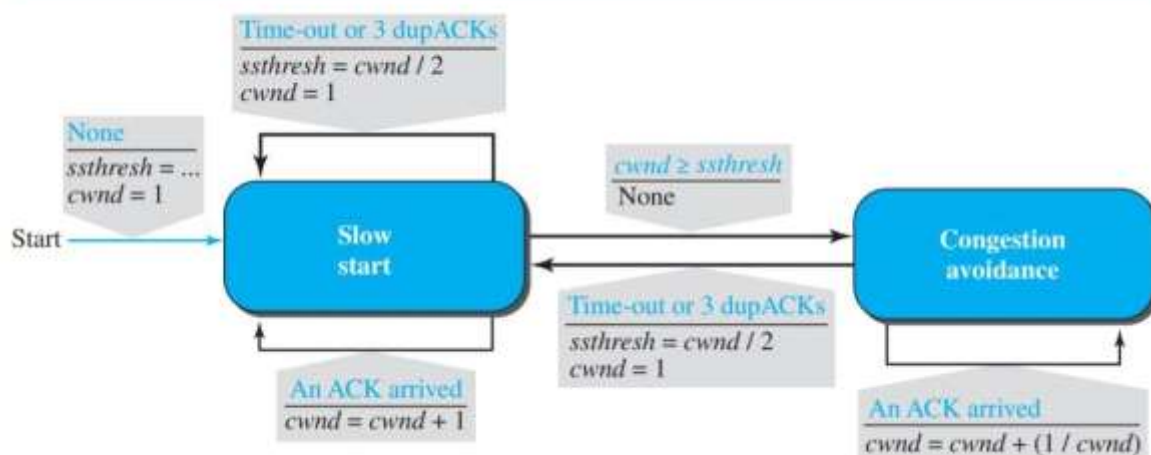 Time-out or 3 dupACKs
ssthresh = cwnd / 2
cwnd = 1
None
ssthresh = ...
cwnd = 1
Start
Slow
start
An ACK arrived
cwnd = cwnd + 1
cwnd ≥ ssthresh
None
Time-out or 3 dupACKs
ssthresh = cwnd / 2
cwnd = 1
Congestion
avoidance
An ACK arrived
cwnd = cwnd + (1 / cwnd)